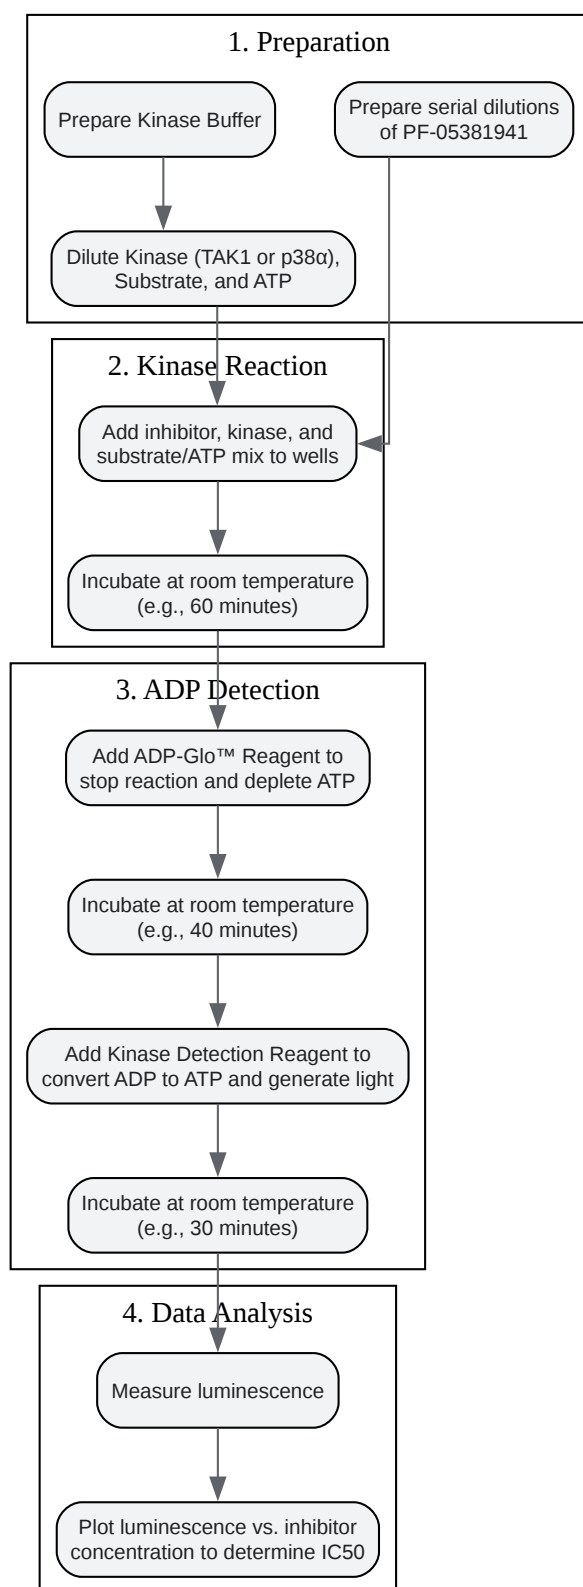 1. Preparation
Prepare Kinase Buffer
Prepare serial dilutions
of PF-05381941
Dilute Kinase (TAK1 or p38α),
Substrate, and ATP
2. Kinase Reaction
Add inhibitor, kinase, and
substrate/ATP mix to wells
Incubate at room temperature
(e.g., 60 minutes)
3. ADP Detection
Add ADP-Glo™ Reagent to
stop reaction and deplete ATP
Incubate at room temperature
(e.g., 40 minutes)
Add Kinase Detection Reagent to
convert ADP to ATP and generate light
Incubate at room temperature
(e.g., 30 minutes)
4. Data Analysis
Measure luminescence
Plot luminescence vs. inhibitor
concentration to determine IC50